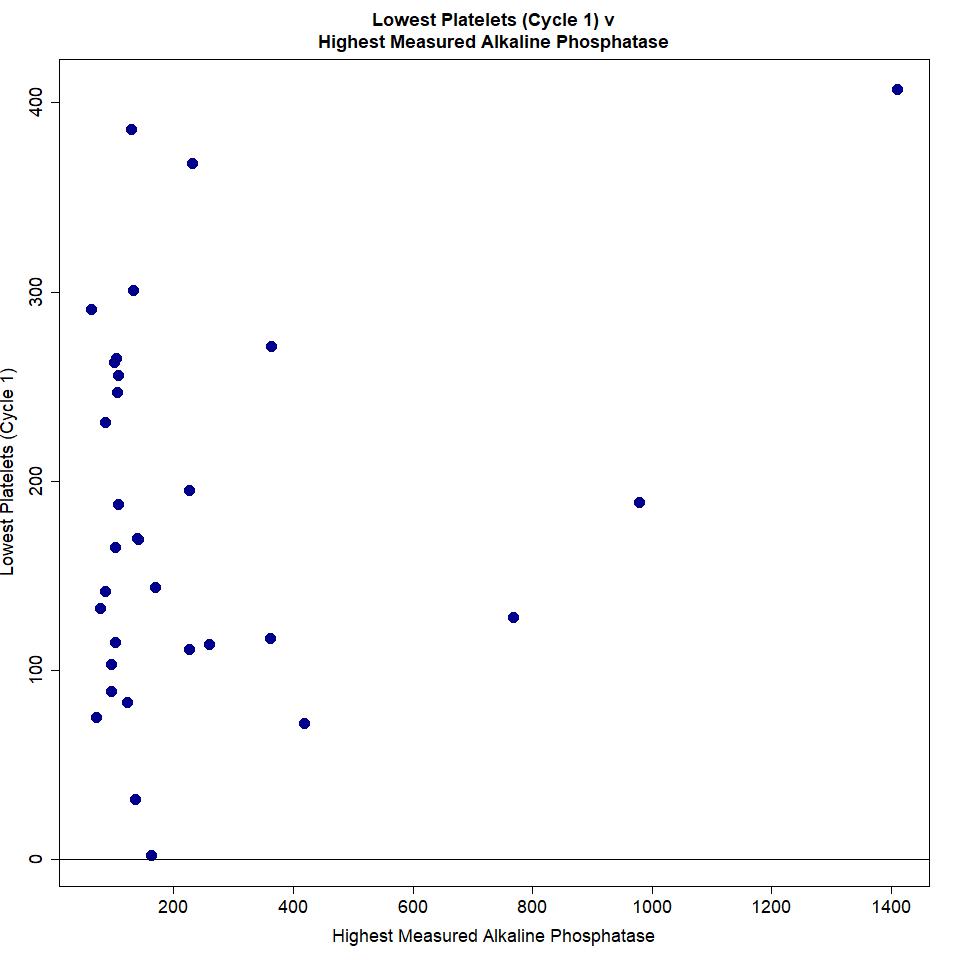 Lowest Platelets (Cycle 1) v
Highest Measured Alkaline Phosphatase
400
300
200
100
0
Lowest Platelets (Cycle 1)
200 400 600 800 1000 1200 1400
Highest Measured Alkaline Phosphatase